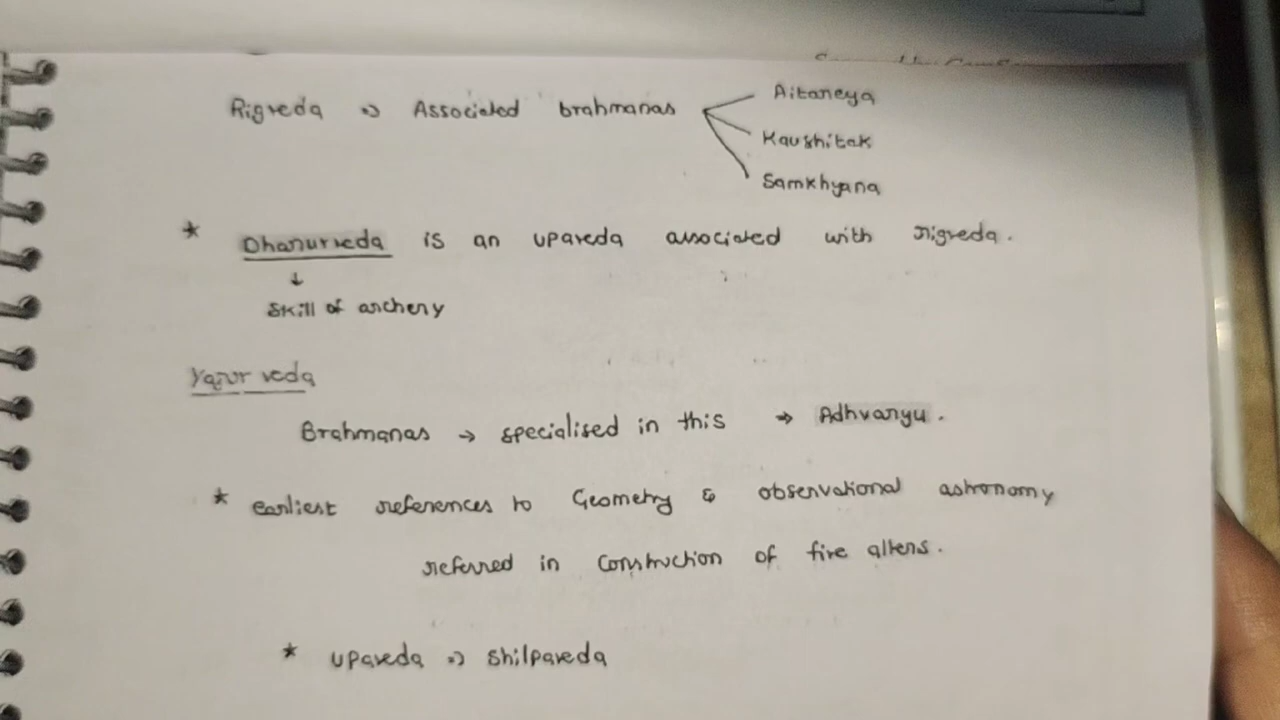 Rigveda => Associated brahmanas
Aitareya
Kaushitak
Samkhyana
* Dhanurveda is an upaveda associated with rigveda.
↓
Skill of archery
Yajur veda
Brahmanas → specialised in this → Adhvaryu.
* earliest references to Geometry & observational astronomy
referred in Construction of fire alters.
* upaveda => Shilpaveda